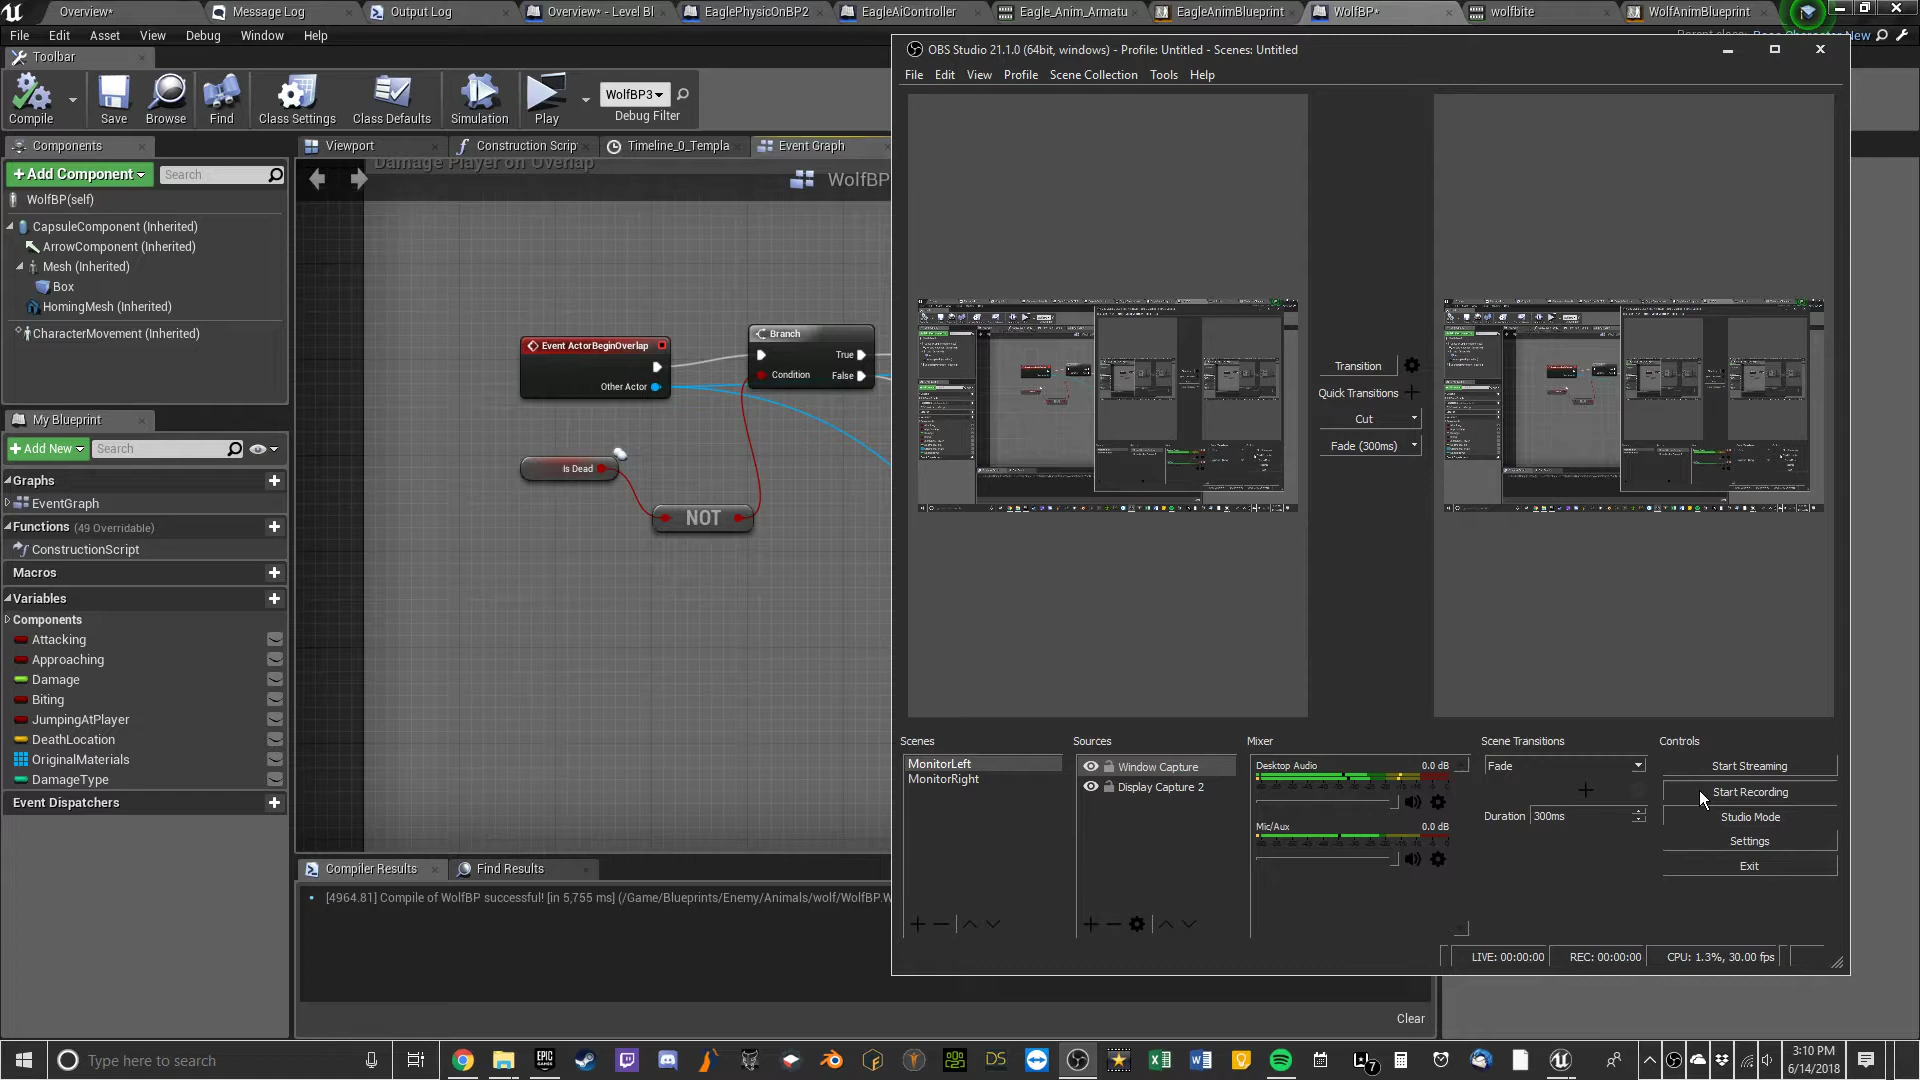 Overview*
Message Log
Output Log
Overview* - Level Bl
EaglePhysicOnBP2
EagleAiController
Eagle_Anim_Armatu
EagleAnimBlueprint
WolfBP*
wolfbite
WolfAnimBlueprint
File Edit Asset View Debug Window Help
Toolbar
Compile
Save
Browse
Find
Class Settings
Class Defaults
Simulation
Play
WolfBP3
Debug Filter
Components
+Add Component
Search
WolfBP(self)
CapsuleComponent (Inherited)
ArrowComponent (Inherited)
Mesh (Inherited)
Box
HomingMesh (Inherited)
CharacterMovement (Inherited)
My Blueprint
+Add New
Search
Graphs
EventGraph
Functions (49 Overridable)
ConstructionScript
Macros
Variables
Components
Attacking
Approaching
Damage
Biting
JumpingAtPlayer
DeathLocation
OriginalMaterials
DamageType
Event Dispatchers
Viewport
Construction Scrip
Timeline_0_Templa
Event Graph
Damage Player on Overlap
WolfBP
Event ActorBeginOverlap
Other Actor
Branch
True
Condition
False
Is Dead
NOT
Compiler Results
Find Results
[4964.81] Compile of WolfBP successful! [in 5,755 ms] (/Game/Blueprints/Enemy/Animals/wolf/WolfBP.W
Clear
OBS Studio 21.1.0 (64bit, windows) - Profile: Untitled - Scenes: Untitled
File Edit View Profile Scene Collection Tools Help
Transition
Quick Transitions
Cut
Fade (300ms)
Scenes
MonitorLeft
MonitorRight
Sources
Window Capture
Display Capture 2
Mixer
Desktop Audio 0.0 dB
Mic/Aux 0.0 dB
Scene Transitions
Fade
Duration 300ms
Controls
Start Streaming
Start Recording
Studio Mode
Settings
Exit
LIVE: 00:00:00
REC: 00:00:00
CPU: 1.3%, 30.00 fps
Type here to search
EPIC
GAMES
DS
7
3:10 PM
6/14/2018